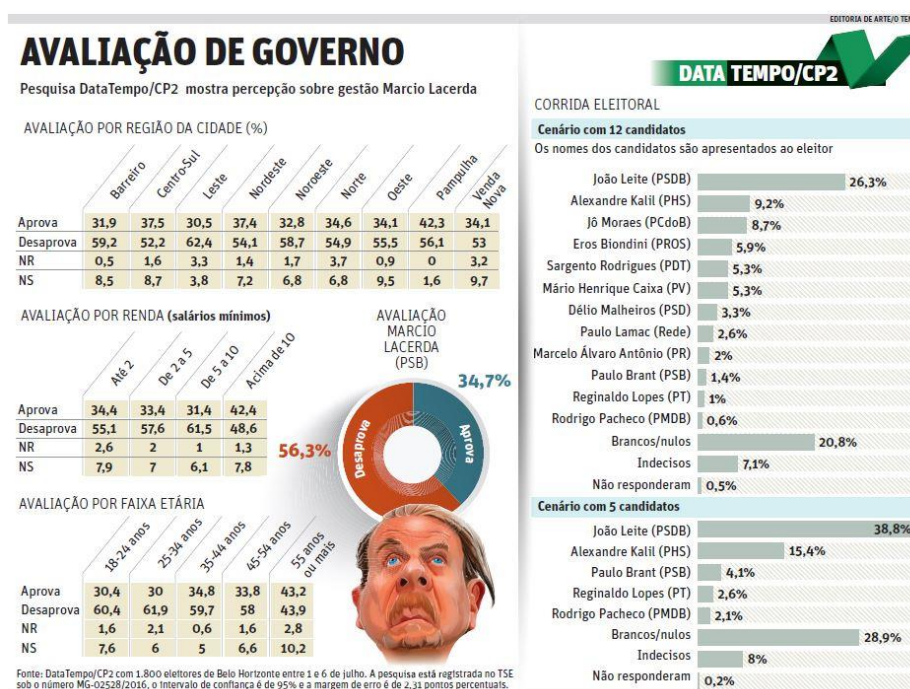 EDITORIA DE ARTE/O TEM
AVALIAÇÃO DE GOVERNO
Pesquisa DataTempo/CP2 mostra percepção sobre gestão Marcio Lacerda
AVALIAÇÃO POR REGIÃO DA CIDADE (%)
Barreiro Centro-Sul Leste Nordeste Noroeste Norte Oeste Pampulha Venda Nova
Aprova 31,9 37,5 30,5 37,4 32,8 34,6 34,1 42,3 34,1
Desaprova 59,2 52,2 62,4 54,1 58,7 54,9 55,5 56,1 53
NR 0,5 1,6 3,3 1,4 1,7 3,7 0,9 0 3,2
NS 8,5 8,7 3,8 7,2 6,8 6,8 9,5 1,6 9,7
AVALIAÇÃO POR RENDA (salários mínimos)
Até 2 De 2 a 5 De 5 a 10 Acima de 10
Aprova 34,4 33,4 31,4 42,4
Desaprova 55,1 57,6 61,5 48,6
NR 2,6 2 1 1,3
NS 7,9 7 6,1 7,8
AVALIAÇÃO
MARCIO
LACERDA
(PSB)
34,7%
56,3%
Desaprova
Aprova
AVALIAÇÃO POR FAIXA ETÁRIA
18-24 anos 25-34 anos 35-44 anos 45-54 anos 55 anos ou mais
Aprova 30,4 30 34,8 33,8 43,2
Desaprova 60,4 61,9 59,7 58 43,9
NR 1,6 2,1 0,6 1,6 2,8
NS 7,6 6 5 6,6 10,2
Fonte: DataTempo/CP2 com 1.800 eleitores de Belo Horizonte entre 1 e 6 de julho. A pesquisa está registrada no TSE
sob o número MG-02528/2016, o intervalo de confiança é de 95% e a margem de erro é de 2,31 pontos percentuais.
DATA TEMPO/CP2
CORRIDA ELEITORAL
Cenário com 12 candidatos
Os nomes dos candidatos são apresentados ao eleitor
João Leite (PSDB) 26,3%
Alexandre Kalil (PHS) 9,2%
Jô Moraes (PCdoB) 8,7%
Eros Biondini (PROS) 5,9%
Sargento Rodrigues (PDT) 5,3%
Mário Henrique Caixa (PV) 5,3%
Délio Malheiros (PSD) 3,3%
Paulo Lamac (Rede) 2,6%
Marcelo Álvaro Antônio (PR) 2%
Paulo Brant (PSB) 1,4%
Reginaldo Lopes (PT) 1%
Rodrigo Pacheco (PMDB) 0,6%
Brancos/nulos 20,8%
Indecisos 7,1%
Não responderam 0,5%
Cenário com 5 candidatos
João Leite (PSDB) 38,8%
Alexandre Kalil (PHS) 15,4%
Paulo Brant (PSB) 4,1%
Reginaldo Lopes (PT) 2,6%
Rodrigo Pacheco (PMDB) 2,1%
Brancos/nulos 28,9%
Indecisos 8%
Não responderam 0,2%